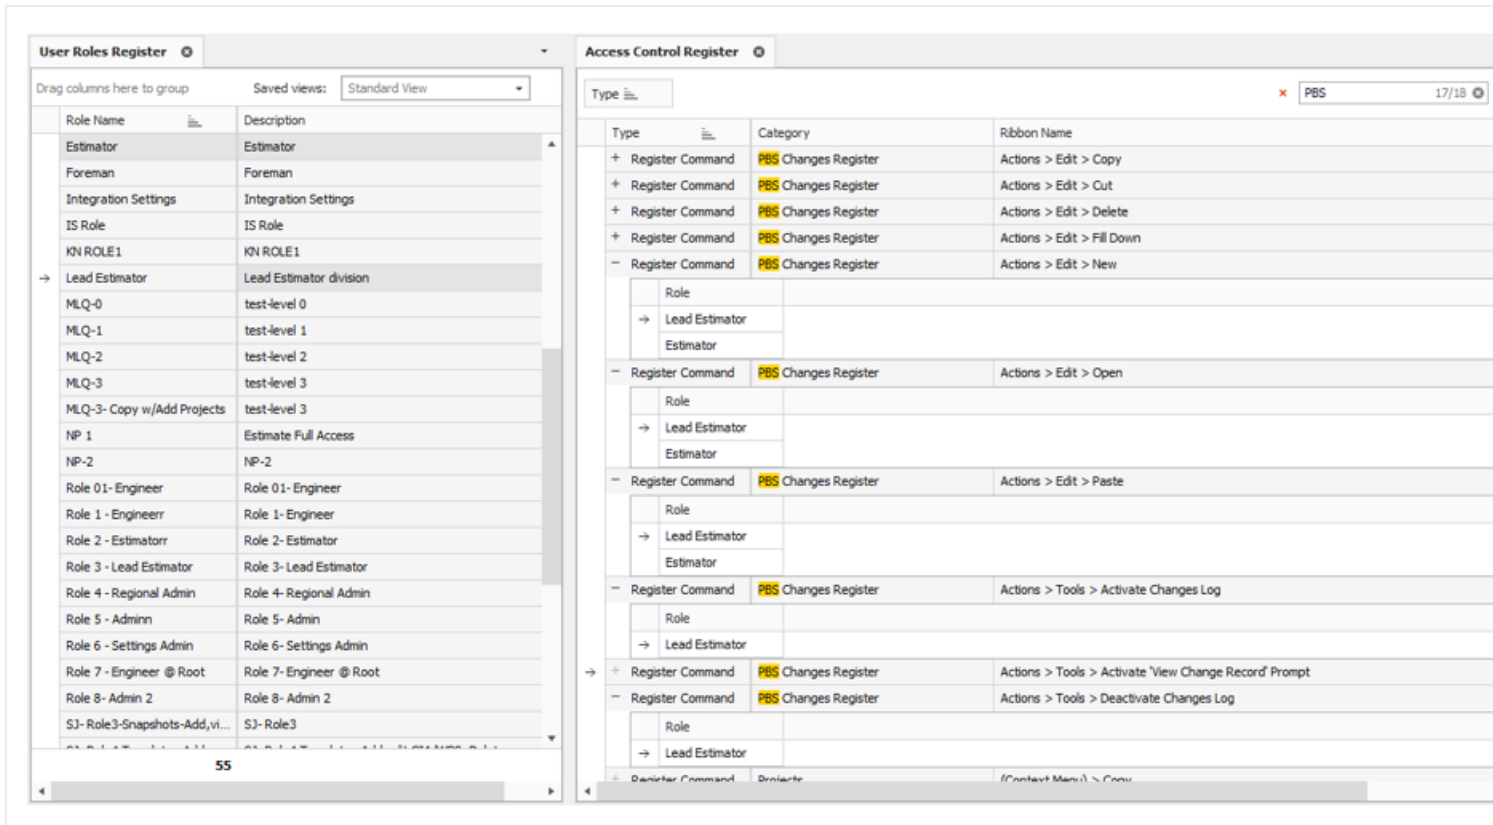 User Roles Register
Drag columns here to group Saved views: Standard View
Role Name Description
Estimator Estimator
Foreman Foreman
Integration Settings Integration Settings
IS Role IS Role
KN ROLE1 KN ROLE1
Lead Estimator Lead Estimator division
MLQ-0 test-level 0
MLQ-1 test-level 1
MLQ-2 test-level 2
MLQ-3 test-level 3
MLQ-3- Copy w/Add Projects test-level 3
NP 1 Estimate Full Access
NP-2 NP-2
Role 01- Engineer Role 01- Engineer
Role 1 - Engineerr Role 1- Engineer
Role 2 - Estimatorr Role 2- Estimator
Role 3 - Lead Estimator Role 3- Lead Estimator
Role 4 - Regional Admin Role 4- Regional Admin
Role 5 - Adminn Role 5- Admin
Role 6 - Settings Admin Role 6- Settings Admin
Role 7 - Engineer @ Root Role 7- Engineer @ Root
Role 8- Admin 2 Role 8- Admin 2
SJ- Role3-Snapshots-Add,vi... SJ- Role3
55
Access Control Register
Type PBS 17/18
Type Category Ribbon Name
Register Command PBS Changes Register Actions > Edit > Copy
Register Command PBS Changes Register Actions > Edit > Cut
Register Command PBS Changes Register Actions > Edit > Delete
Register Command PBS Changes Register Actions > Edit > Fill Down
Register Command PBS Changes Register Actions > Edit > New
Role
Lead Estimator
Estimator
Register Command PBS Changes Register Actions > Edit > Open
Role
Lead Estimator
Estimator
Register Command PBS Changes Register Actions > Edit > Paste
Role
Lead Estimator
Estimator
Register Command PBS Changes Register Actions > Tools > Activate Changes Log
Role
Lead Estimator
Register Command PBS Changes Register Actions > Tools > Activate 'View Change Record' Prompt
Register Command PBS Changes Register Actions > Tools > Deactivate Changes Log
Role
Lead Estimator
Register Command Projects (Context Menu) > Copy